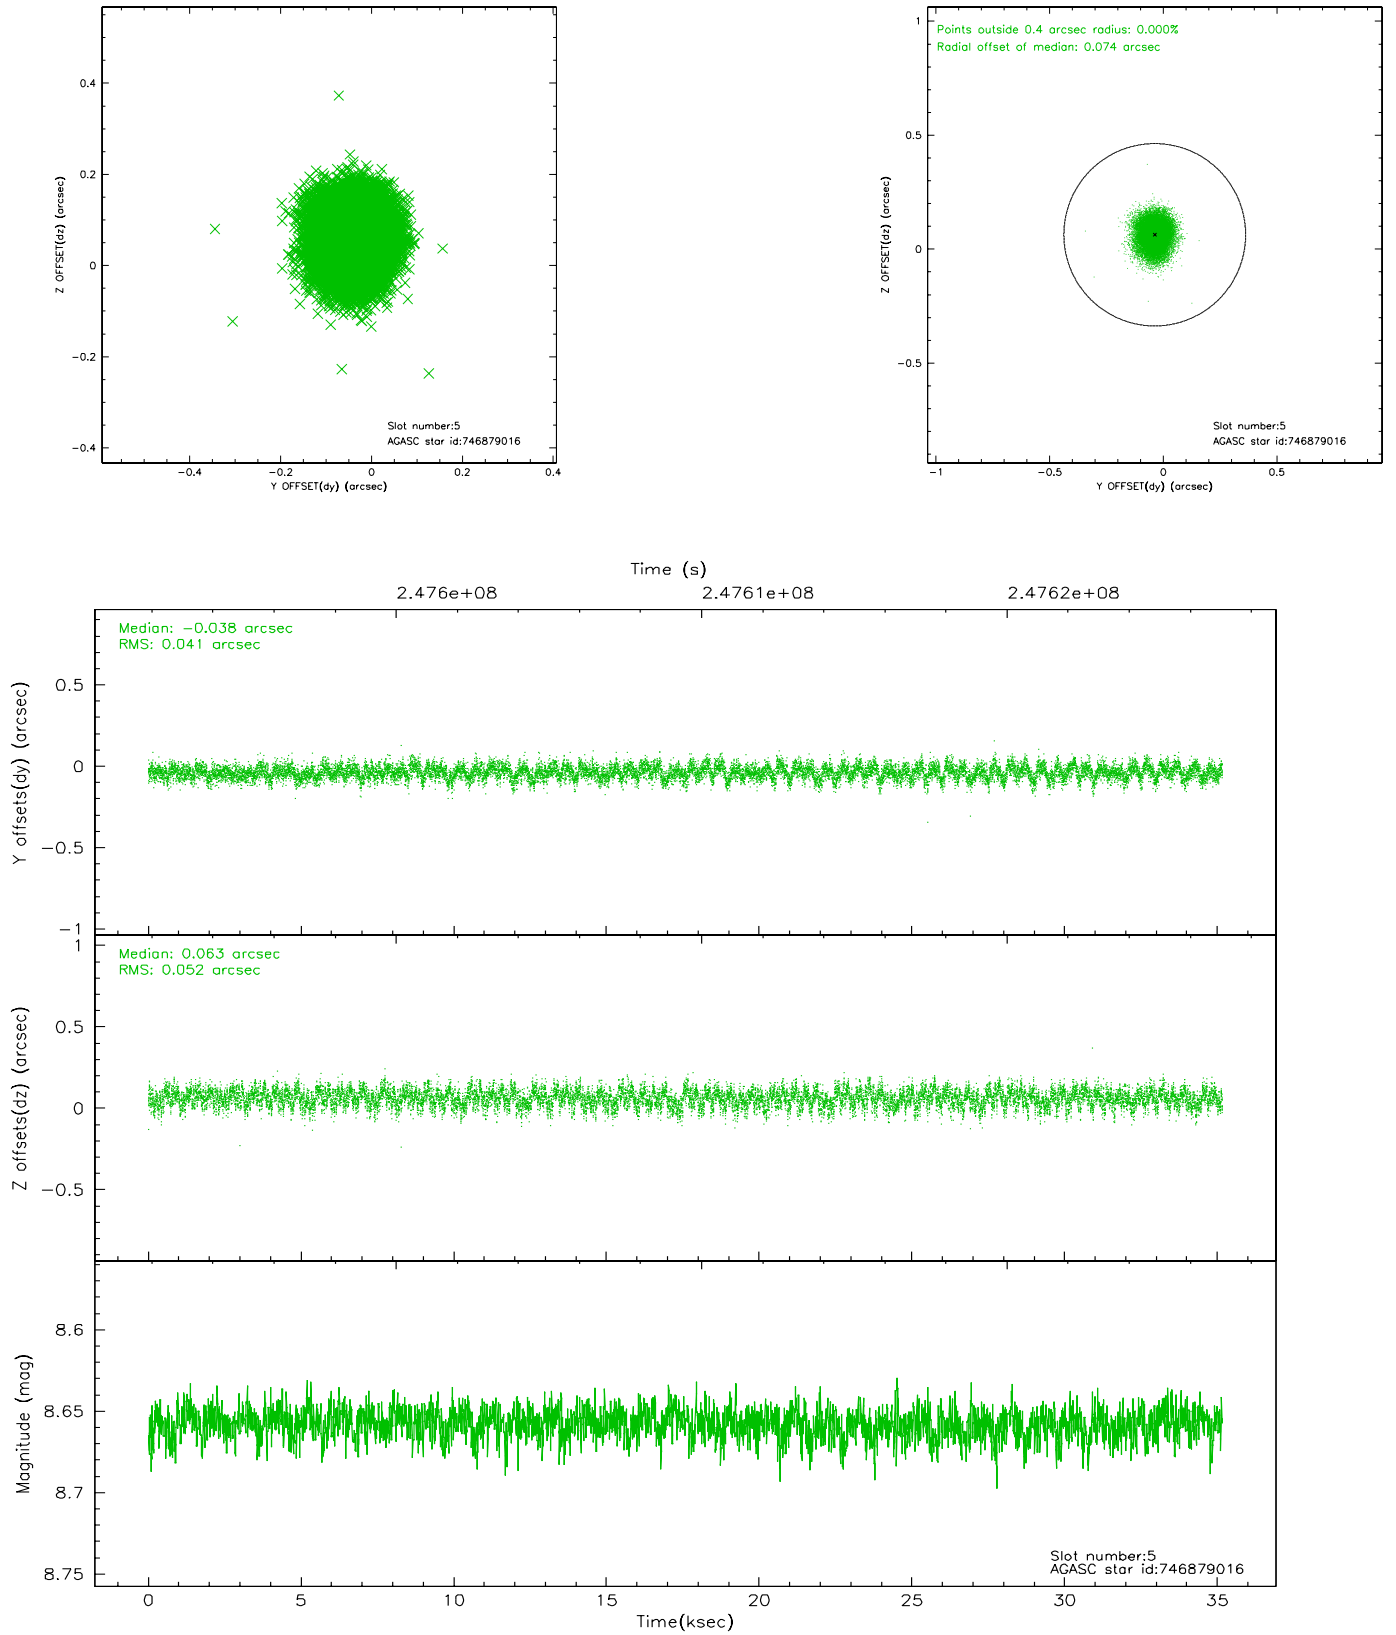 0.4
0.2
0
−0.2
−0.4
Z OFFSET(dz) (arcsec)
Slot number:5
AGASC star id:746879016
−0.4
−0.2
0
0.2
0.4
Y OFFSET(dy) (arcsec)
Points outside 0.4 arcsec radius: 0.000%
Radial offset of median: 0.074 arcsec
1
0.5
0
−0.5
Z OFFSET(dz) (arcsec)
Slot number:5
AGASC star id:746879016
−1
−0.5
0
0.5
Y OFFSET(dy) (arcsec)
Time (s)
2.476e+08
2.4761e+08
2.4762e+08
Median: −0.038 arcsec
RMS: 0.041 arcsec
0.5
0
−0.5
−1
Y offsets(dy) (arcsec)
Median: 0.063 arcsec
RMS: 0.052 arcsec
1
0.5
0
−0.5
Z offsets(dz) (arcsec)
8.6
8.65
8.7
8.75
Magnitude (mag)
Slot number:5
AGASC star id:746879016
0
5
10
15
20
25
30
35
Time(ksec)